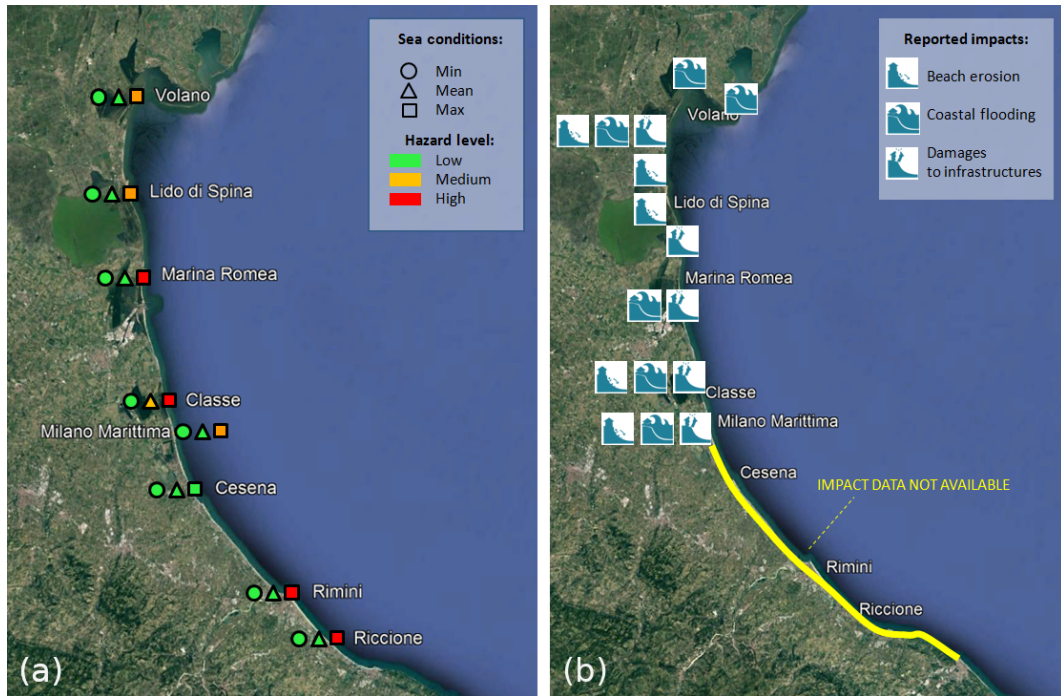 Sea conditions:
Min
Mean
Max
Hazard level:
Low
Medium
High
Volano
Lido di Spina
Marina Romea
Classe
Milano Marittima
Cesena
Rimini
Riccione
(a)
Reported impacts:
Beach erosion
Coastal flooding
Damages
to infrastructures
Volano
Lido di Spina
Marina Romea
Classe
Milano Marittima
Cesena
IMPACT DATA NOT AVAILABLE
Rimini
Riccione
(b)